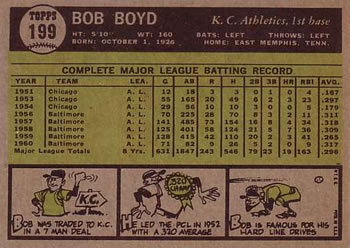 TOPPS
199
BOB BOYD
K. C. Athletics, 1st base
HT: 5'10" WT: 160 BATS: LEFT THROWS: LEFT
BORN: OCTOBER 1, 1926 HOME: EAST MEMPHIS, TENN.
COMPLETE MAJOR LEAGUE BATTING RECORD
YEAR TEAM LEA. G AB R H 2B 3B HR RBI AVG.
1951 Chicago A. L. 12 18 3 3 0 1 0 4 .167
1953 Chicago A. L. 55 165 20 49 6 2 3 23 .297
1954 Chicago A. L. 29 56 10 10 3 0 0 5 .179
1956 Baltimore A. L. 70 225 28 70 8 3 2 11 .311
1957 Baltimore A. L. 141 485 73 154 16 8 4 34 .318
1958 Baltimore A. L. 125 401 58 124 21 5 7 36 .309
1959 Baltimore A. L. 128 415 42 110 20 2 3 41 .265
1960 Baltimore A. L. 71 82 9 26 5 2 0 9 .317
Major League Totals 8 Yrs. 631 1847 243 546 79 23 19 163 .296
K.C.
BOB WAS TRADED TO K.C. IN A 7 MAN DEAL
.320 CHAMP
HE LED THE PCL IN 1952 WITH A .320 AVERAGE
BOB IS FAMOUS FOR HIS HARD LINE DRIVES